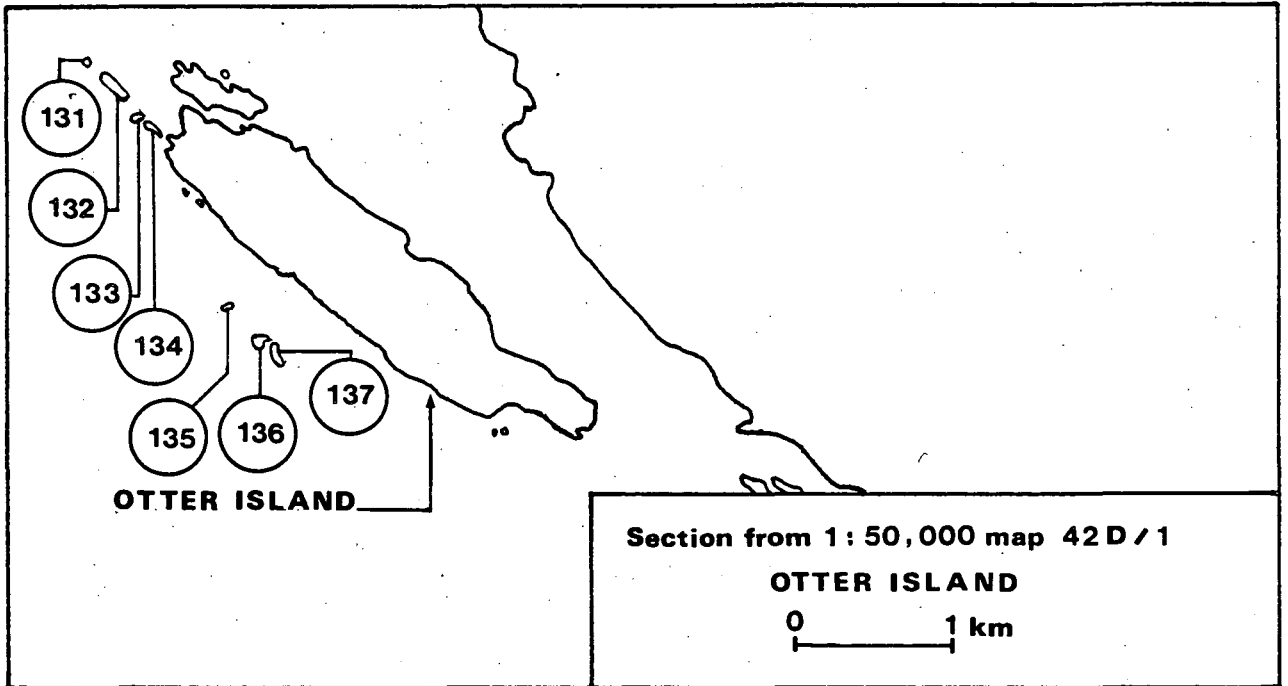 131
132
133
134
135
136
137
OTTER ISLAND
Section from 1:50,000 map 42D/1
OTTER ISLAND
0 1 km